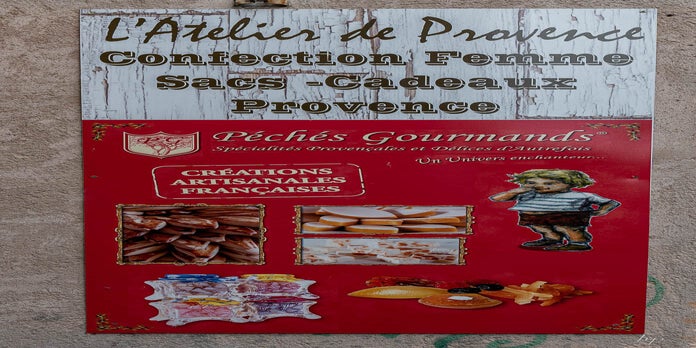 L'Atelier de Provence
Confection Femme
Sacs -Cadeaux
Provence
Péchés Gourmands®
Spécialités Provençales et Délices d'Autrefois
Un Univers enchanteur...
CRÉATIONS
ARTISANALES
FRANÇAISES